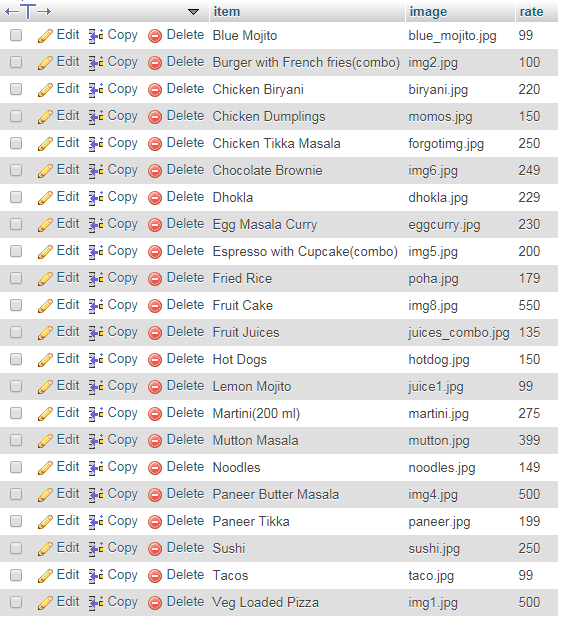 item image rate
Edit Copy Delete Blue Mojito blue_mojito.jpg 99
Edit Copy Delete Burger with French fries(combo) img2.jpg 100
Edit Copy Delete Chicken Biryani biryani.jpg 220
Edit Copy Delete Chicken Dumplings momos.jpg 150
Edit Copy Delete Chicken Tikka Masala forgotimg.jpg 250
Edit Copy Delete Chocolate Brownie img6.jpg 249
Edit Copy Delete Dhokla dhokla.jpg 229
Edit Copy Delete Egg Masala Curry eggcurry.jpg 230
Edit Copy Delete Espresso with Cupcake(combo) img5.jpg 200
Edit Copy Delete Fried Rice poha.jpg 179
Edit Copy Delete Fruit Cake img8.jpg 550
Edit Copy Delete Fruit Juices juices_combo.jpg 135
Edit Copy Delete Hot Dogs hotdog.jpg 150
Edit Copy Delete Lemon Mojito juice1.jpg 99
Edit Copy Delete Martini(200 ml) martini.jpg 275
Edit Copy Delete Mutton Masala mutton.jpg 399
Edit Copy Delete Noodles noodles.jpg 149
Edit Copy Delete Paneer Butter Masala img4.jpg 500
Edit Copy Delete Paneer Tikka paneer.jpg 199
Edit Copy Delete Sushi sushi.jpg 250
Edit Copy Delete Tacos taco.jpg 99
Edit Copy Delete Veg Loaded Pizza img1.jpg 500